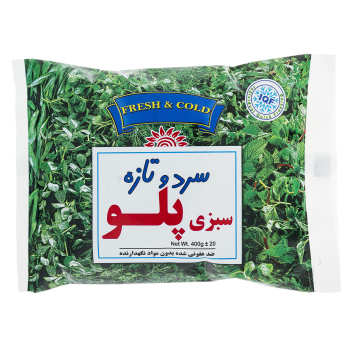 FRESH & COLD
IQF
سرد و تازه
سبزی پلو
Net Wt. 400g ± 20
ضد عفونی شده بدون مواد نگهدارنده